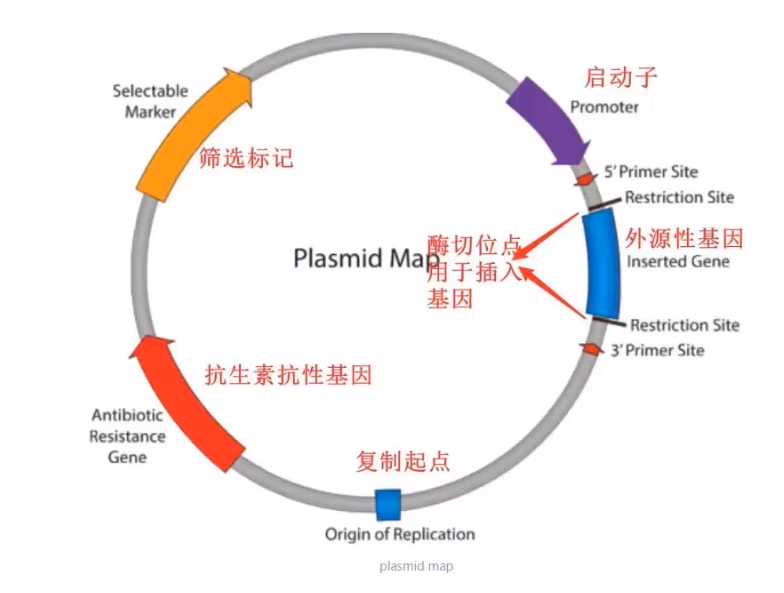 启动子
Selectable
Marker
Promoter
筛选标记
5' Primer Site
Restriction Site
Plasmid Map
酶切位点
用于插入
基因
外源性基因
Inserted Gene
Restriction Site
3' Primer Site
抗生素抗性基因
Antibiotic
Resistance
Gene
复制起点
Origin of Replication
plasmid map